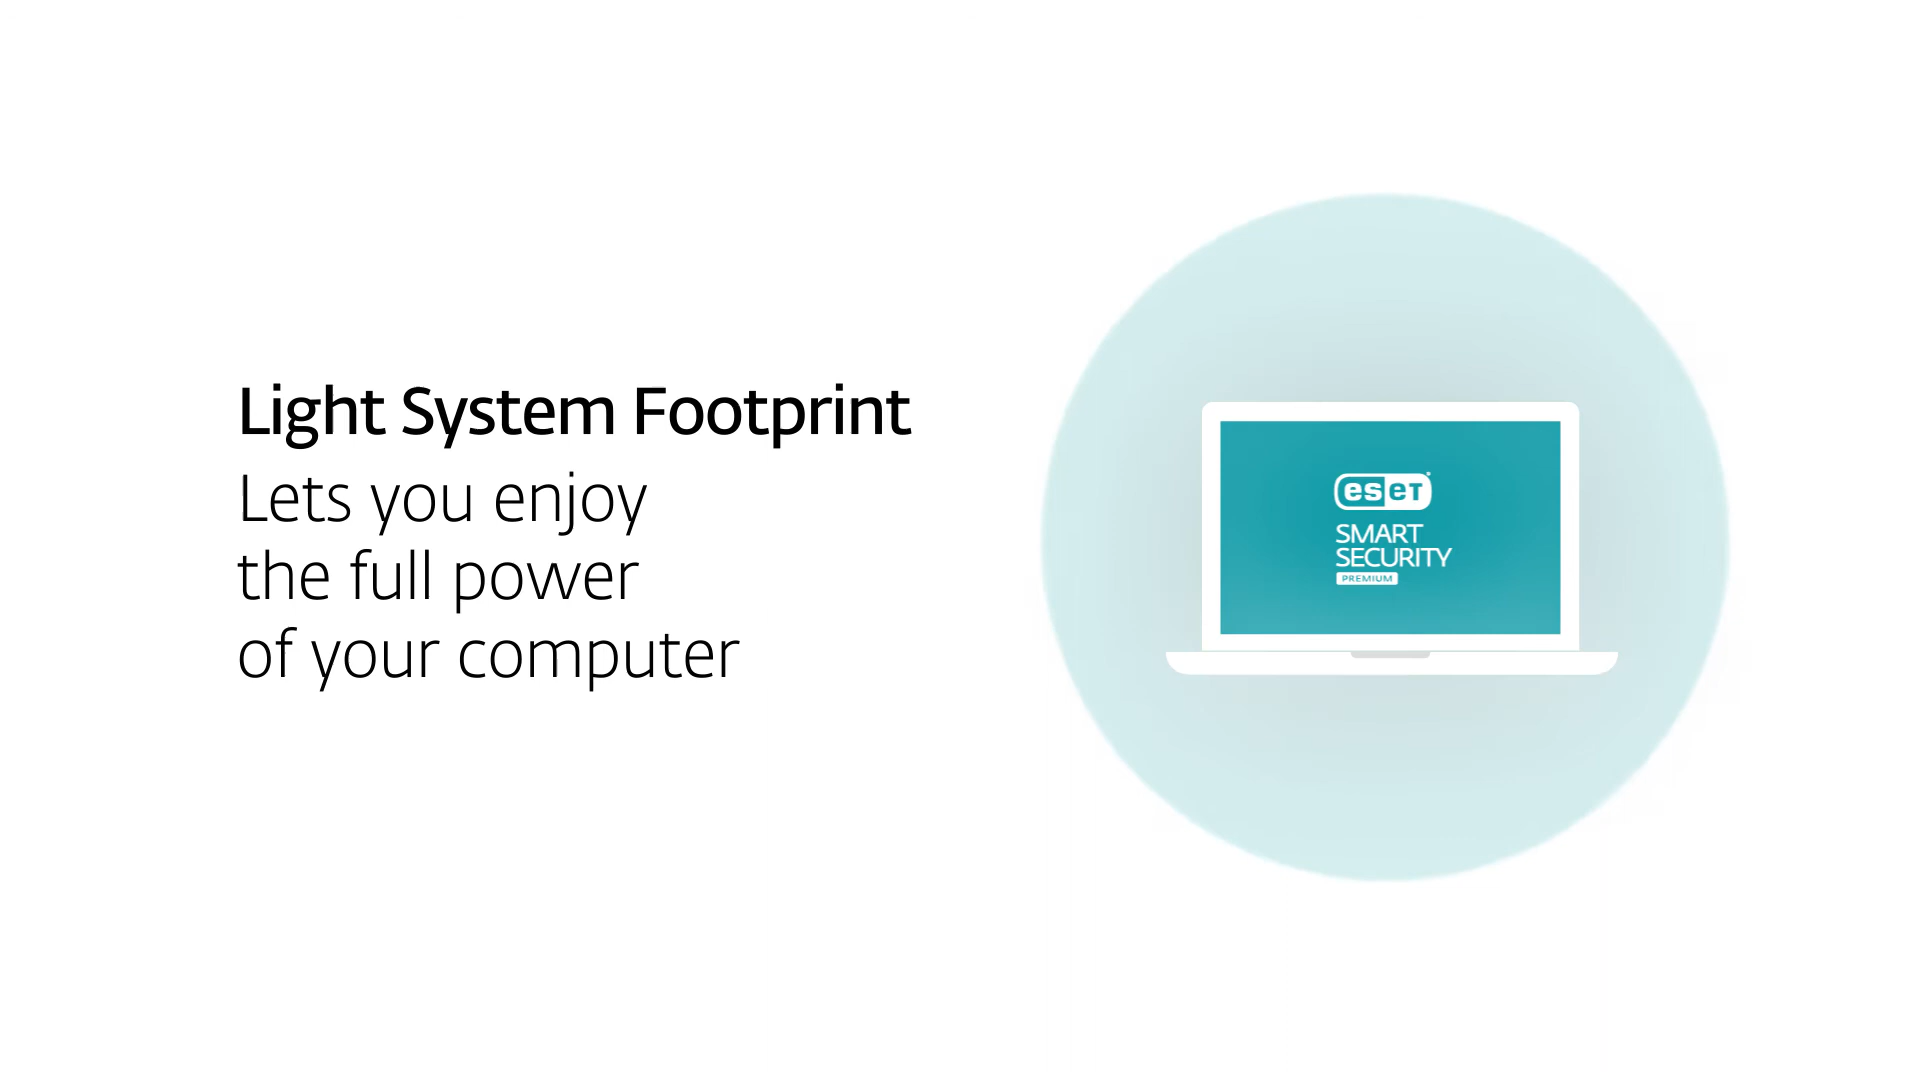 Light System Footprint
Lets you enjoy
the full power
of your computer
eset®
SMART
SECURITY
PREMIUM